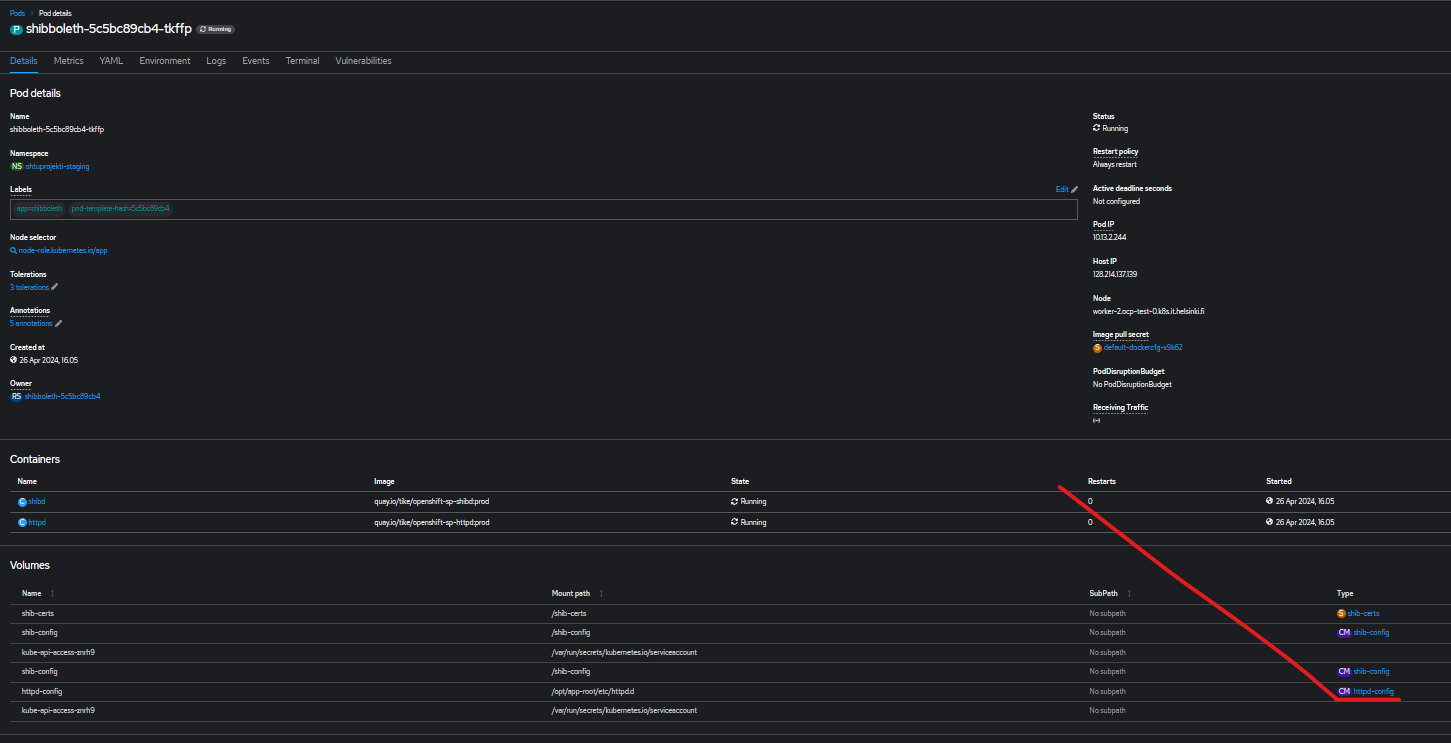 Pods > Pod details
P shibboleth-5c5bc89cb4-tkffp Running
Details Metrics YAML Environment Logs Events Terminal Vulnerabilities
Pod details
Name
shibboleth-5c5bc89cb4-tkffp
Namespace
NS ohtuprojekti-staging
Labels Edit
app=shibboleth pod-template-hash=5c5bc89cb4
Node selector
node-role.kubernetes.io/app
Tolerations
3 tolerations
Annotations
5 annotations
Created at
26 Apr 2024, 16.05
Owner
RS shibboleth-5c5bc89cb4
Status
Running
Restart policy
Always restart
Active deadline seconds
Not configured
Pod IP
10.13.2.244
Host IP
128.214.137.139
Node
worker-2.ocp-test-0.k8s.it.helsinki.fi
Image pull secret
S default-dockercfg-x9k62
PodDisruptionBudget
No PodDisruptionBudget
Receiving Traffic
Containers
Name Image State Restarts Started
C shibd quay.io/tike/openshift-sp-shibd:prod Running 0 26 Apr 2024, 16.05
C httpd quay.io/tike/openshift-sp-httpd:prod Running 0 26 Apr 2024, 16.05
Volumes
Name Mount path SubPath Type
shib-certs /shib-certs No subpath S shib-certs
shib-config /shib-config No subpath CM shib-config
kube-api-access-znrh9 /var/run/secrets/kubernetes.io/serviceaccount No subpath
shib-config /shib-config No subpath CM shib-config
httpd-config /opt/app-root/etc/httpd.d No subpath CM httpd-config
kube-api-access-znrh9 /var/run/secrets/kubernetes.io/serviceaccount No subpath